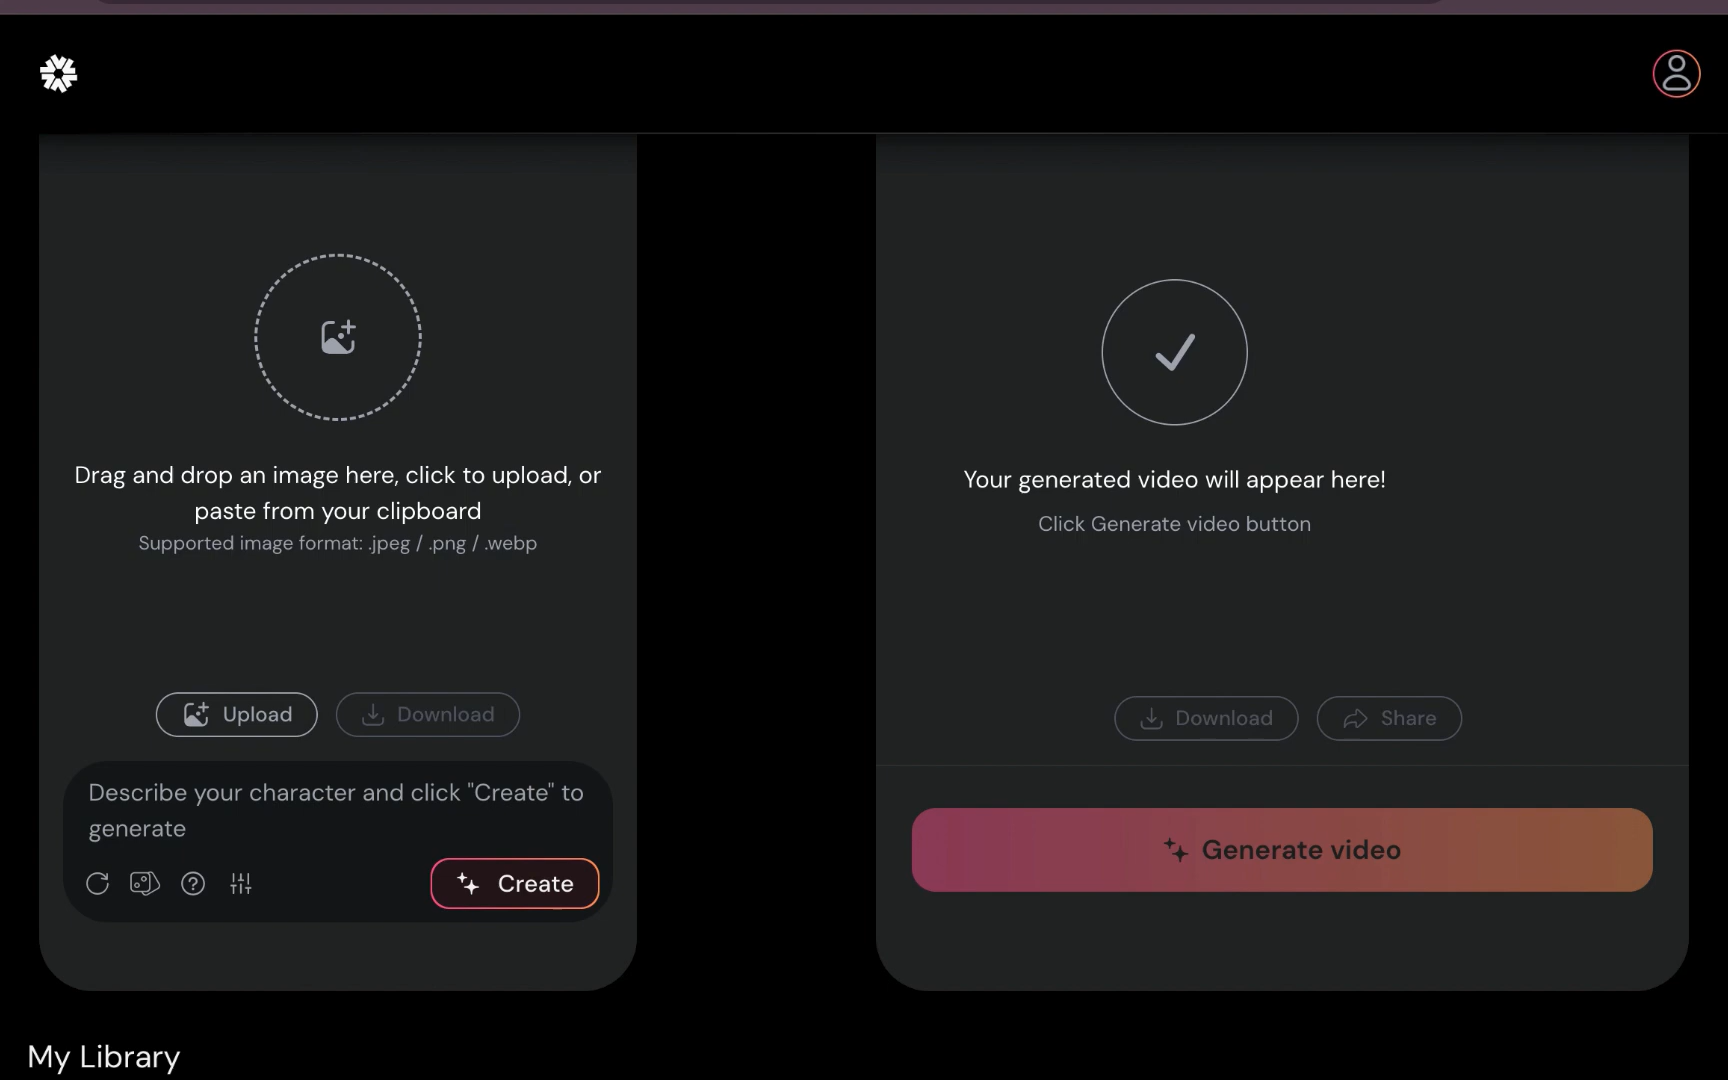 Drag and drop an image here, click to upload, or
paste from your clipboard
Supported image format: .jpeg / .png / .webp
Upload
Download
Describe your character and click "Create" to
generate
Create
Your generated video will appear here!
Click Generate video button
Download
Share
Generate video
My Library